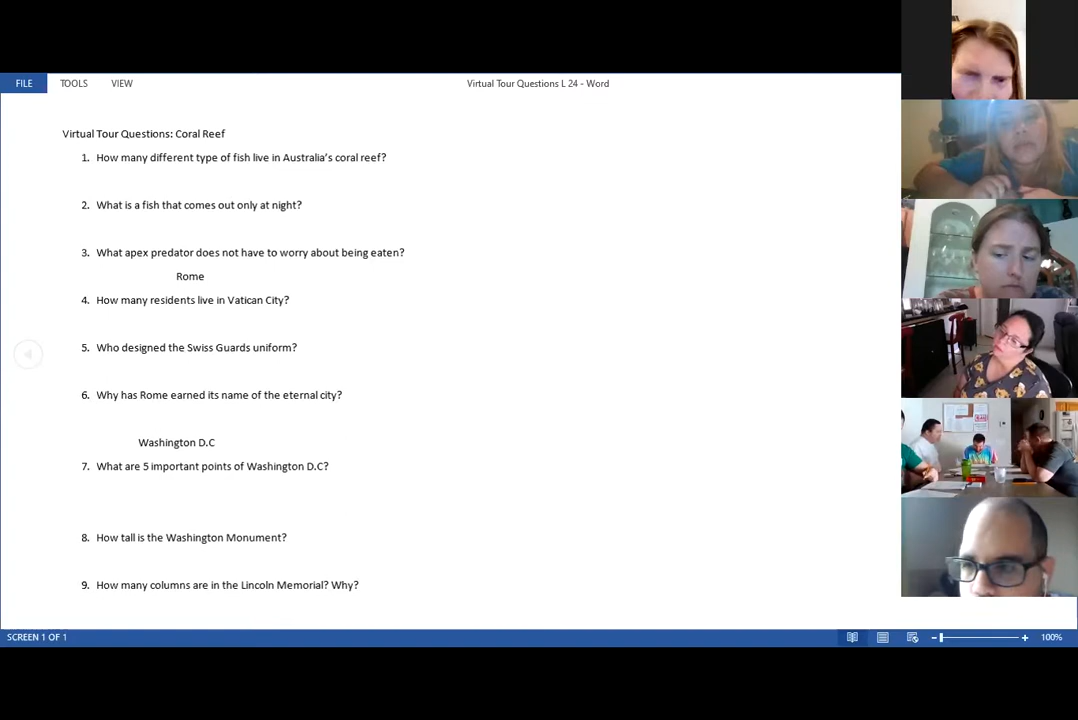 FILE TOOLS VIEW Virtual Tour Questions L 24 - Word
Virtual Tour Questions: Coral Reef
1. How many different type of fish live in Australia's coral reef?
2. What is a fish that comes out only at night?
3. What apex predator does not have to worry about being eaten?
Rome
4. How many residents live in Vatican City?
5. Who designed the Swiss Guards uniform?
6. Why has Rome earned its name of the eternal city?
Washington D.C
7. What are 5 important points of Washington D.C?
8. How tall is the Washington Monument?
9. How many columns are in the Lincoln Memorial? Why?
SCREEN 1 OF 1 100%